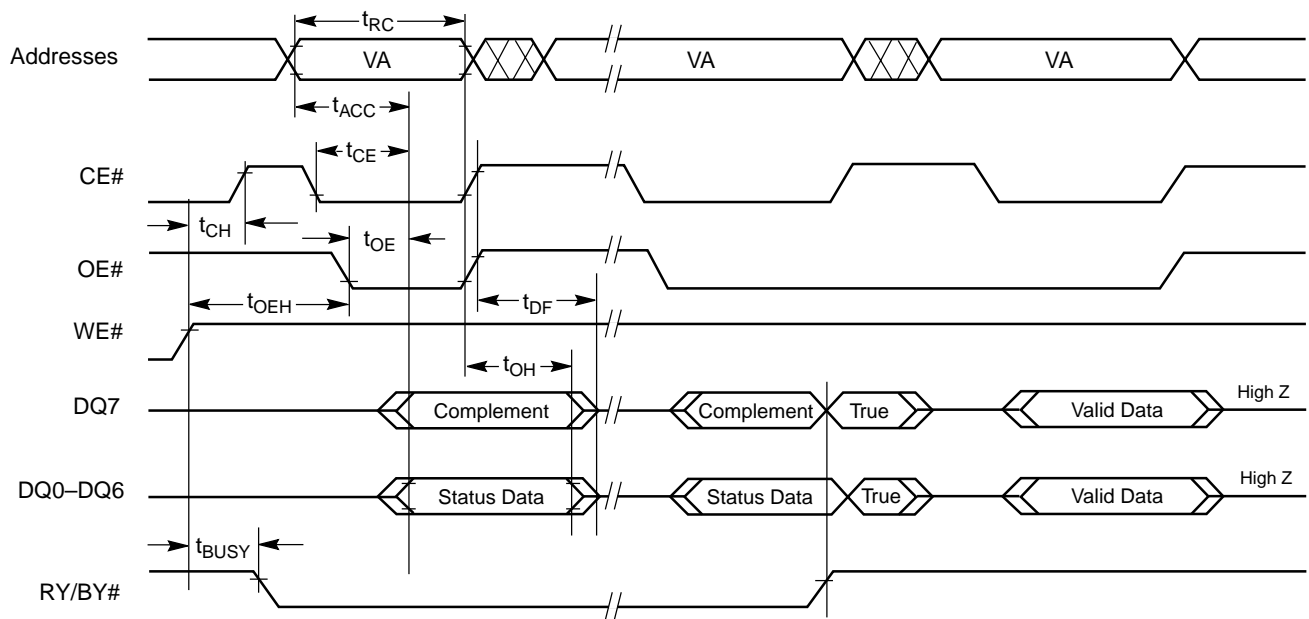 tRC
Addresses VA VA VA
tACC
tCE
CE#
tCH
tOE
OE#
tOEH
tDF
WE#
tOH
DQ7 Complement Complement True Valid Data High Z
DQ0–DQ6 Status Data Status Data True Valid Data High Z
tBUSY
RY/BY#